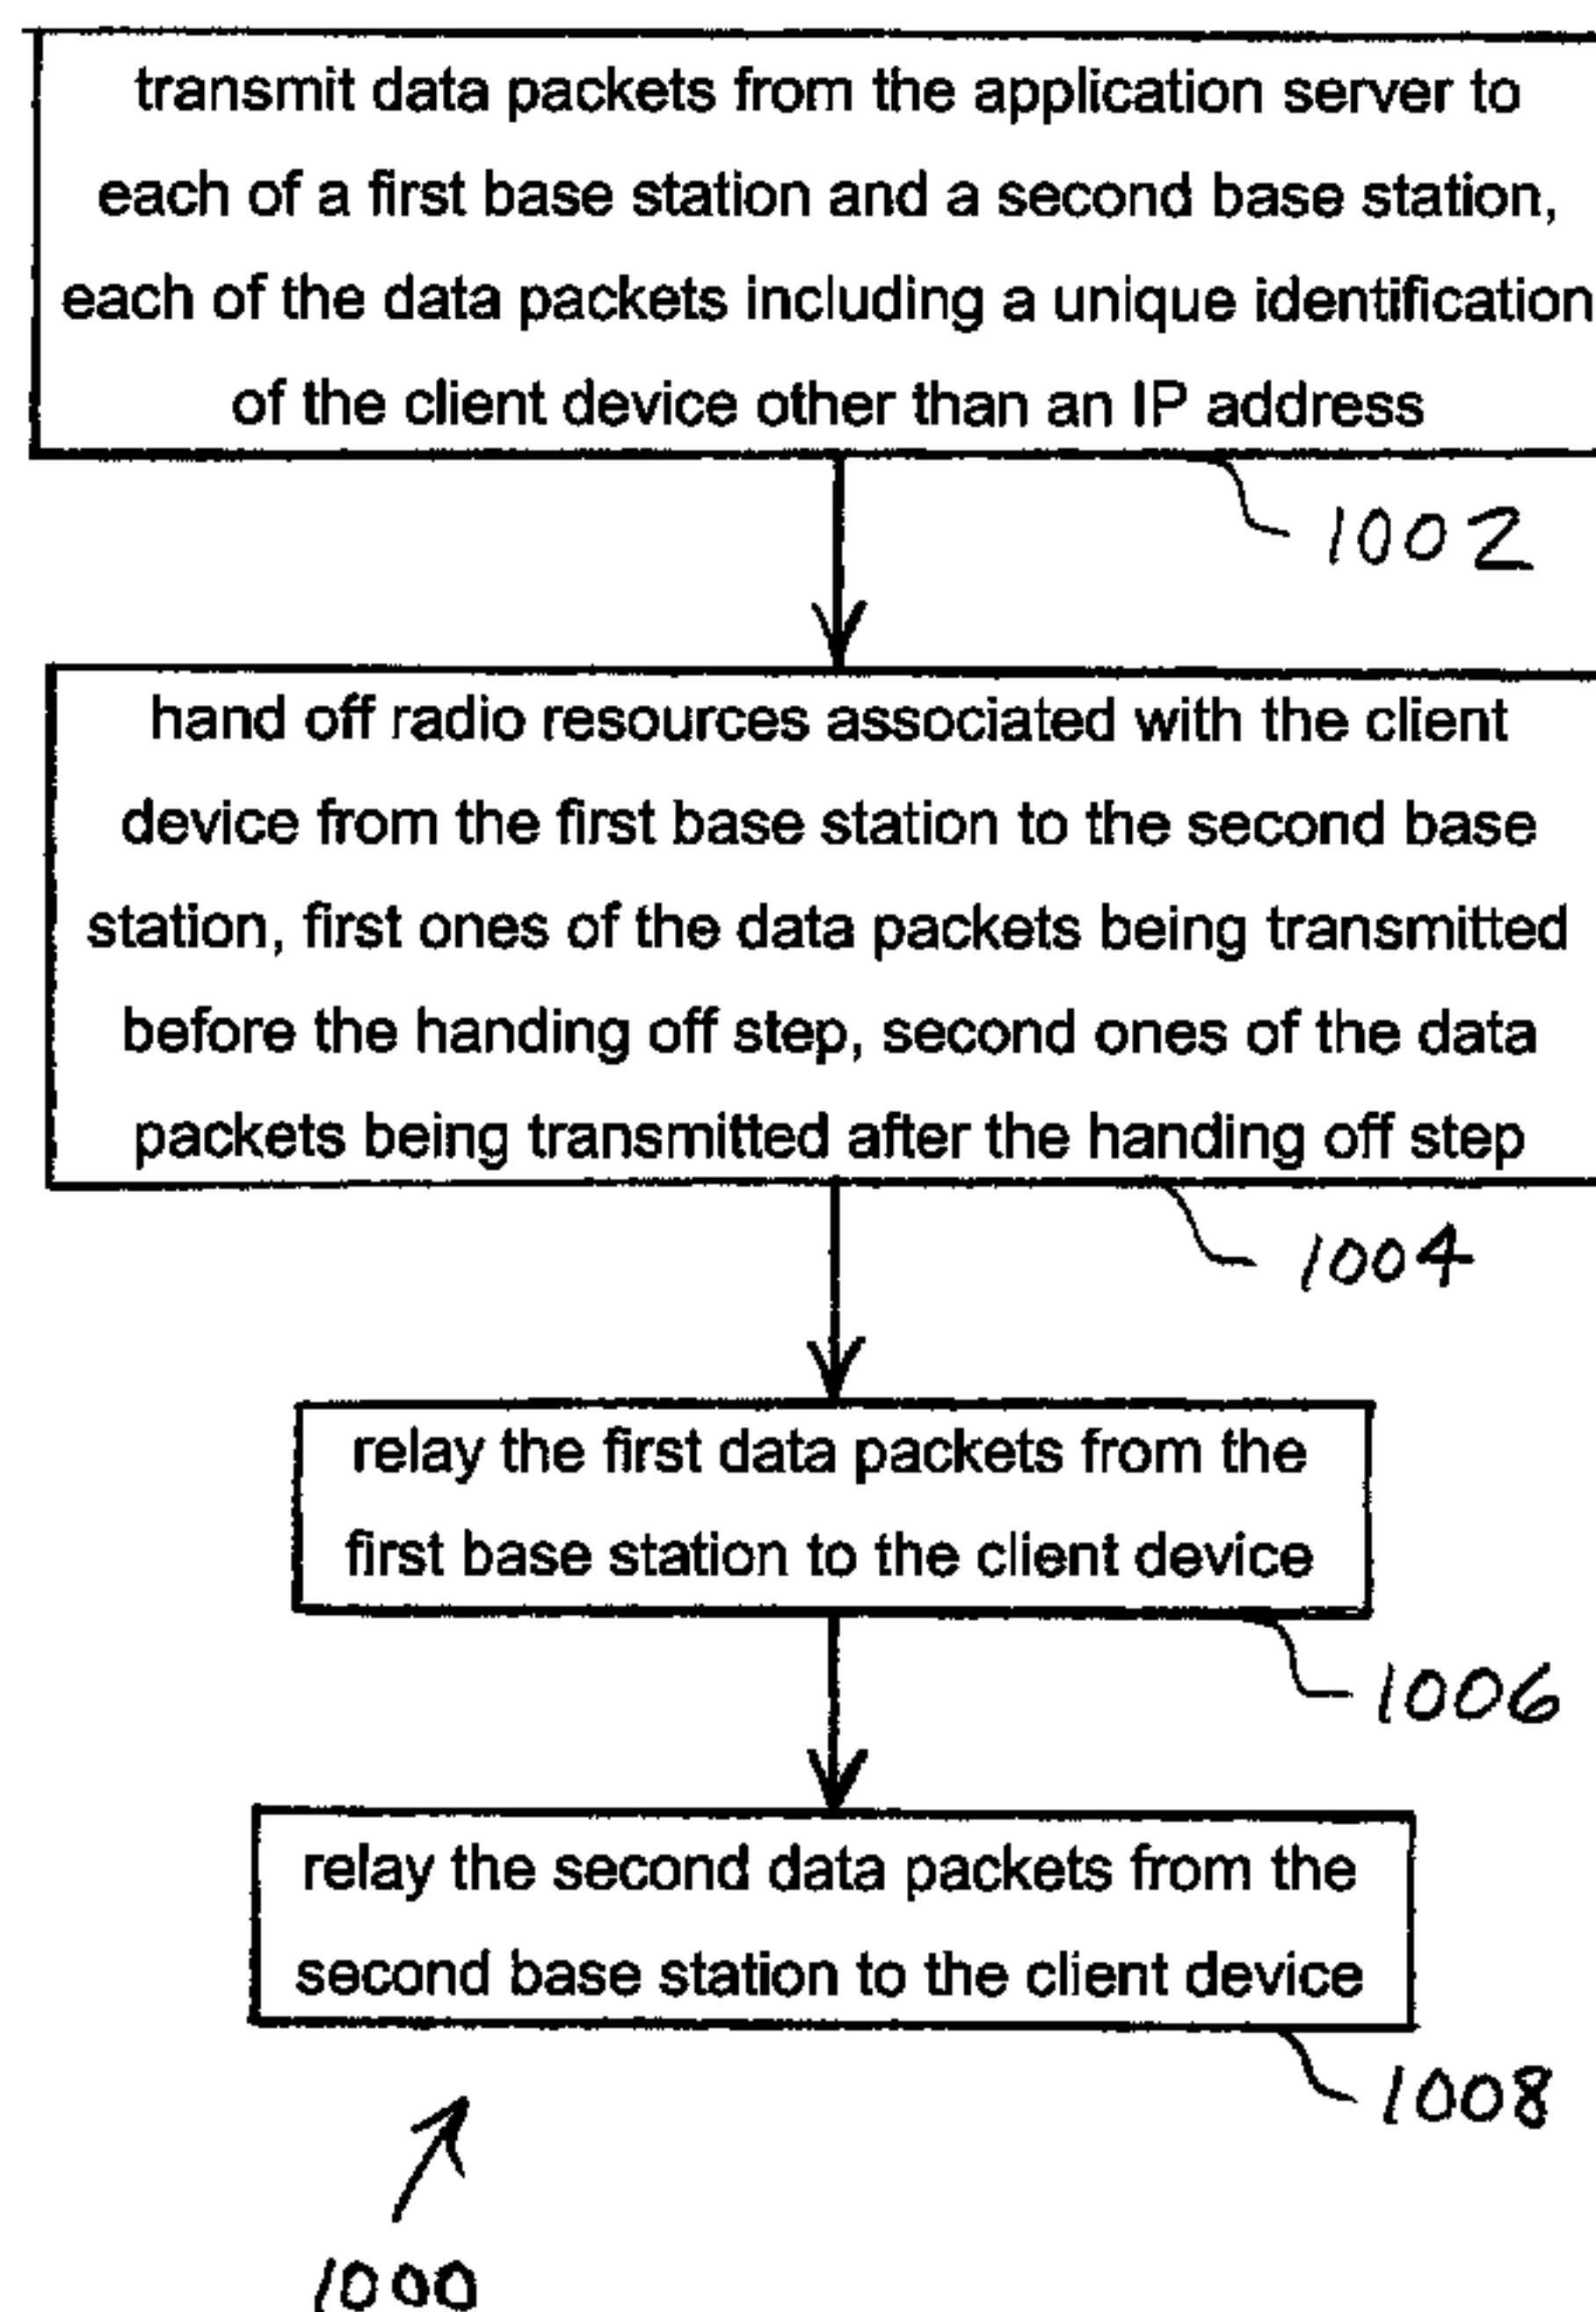 transmit data packets from the application server to
each of a first base station and a second base station,
each of the data packets including a unique identification
of the client device other than an IP address
1002
hand off radio resources associated with the client
device from the first base station to the second base
station, first ones of the data packets being transmitted
before the handing off step, second ones of the data
packets being transmitted after the handing off step
1004
relay the first data packets from the
first base station to the client device
1006
relay the second data packets from the
second base station to the client device
1008
1000